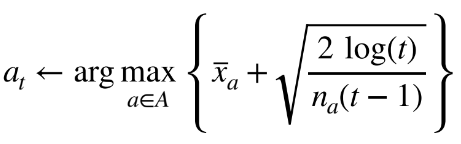 a_t ← arg max_{a∈A} { x̄_a + √(2 log(t) / n_a(t − 1)) }